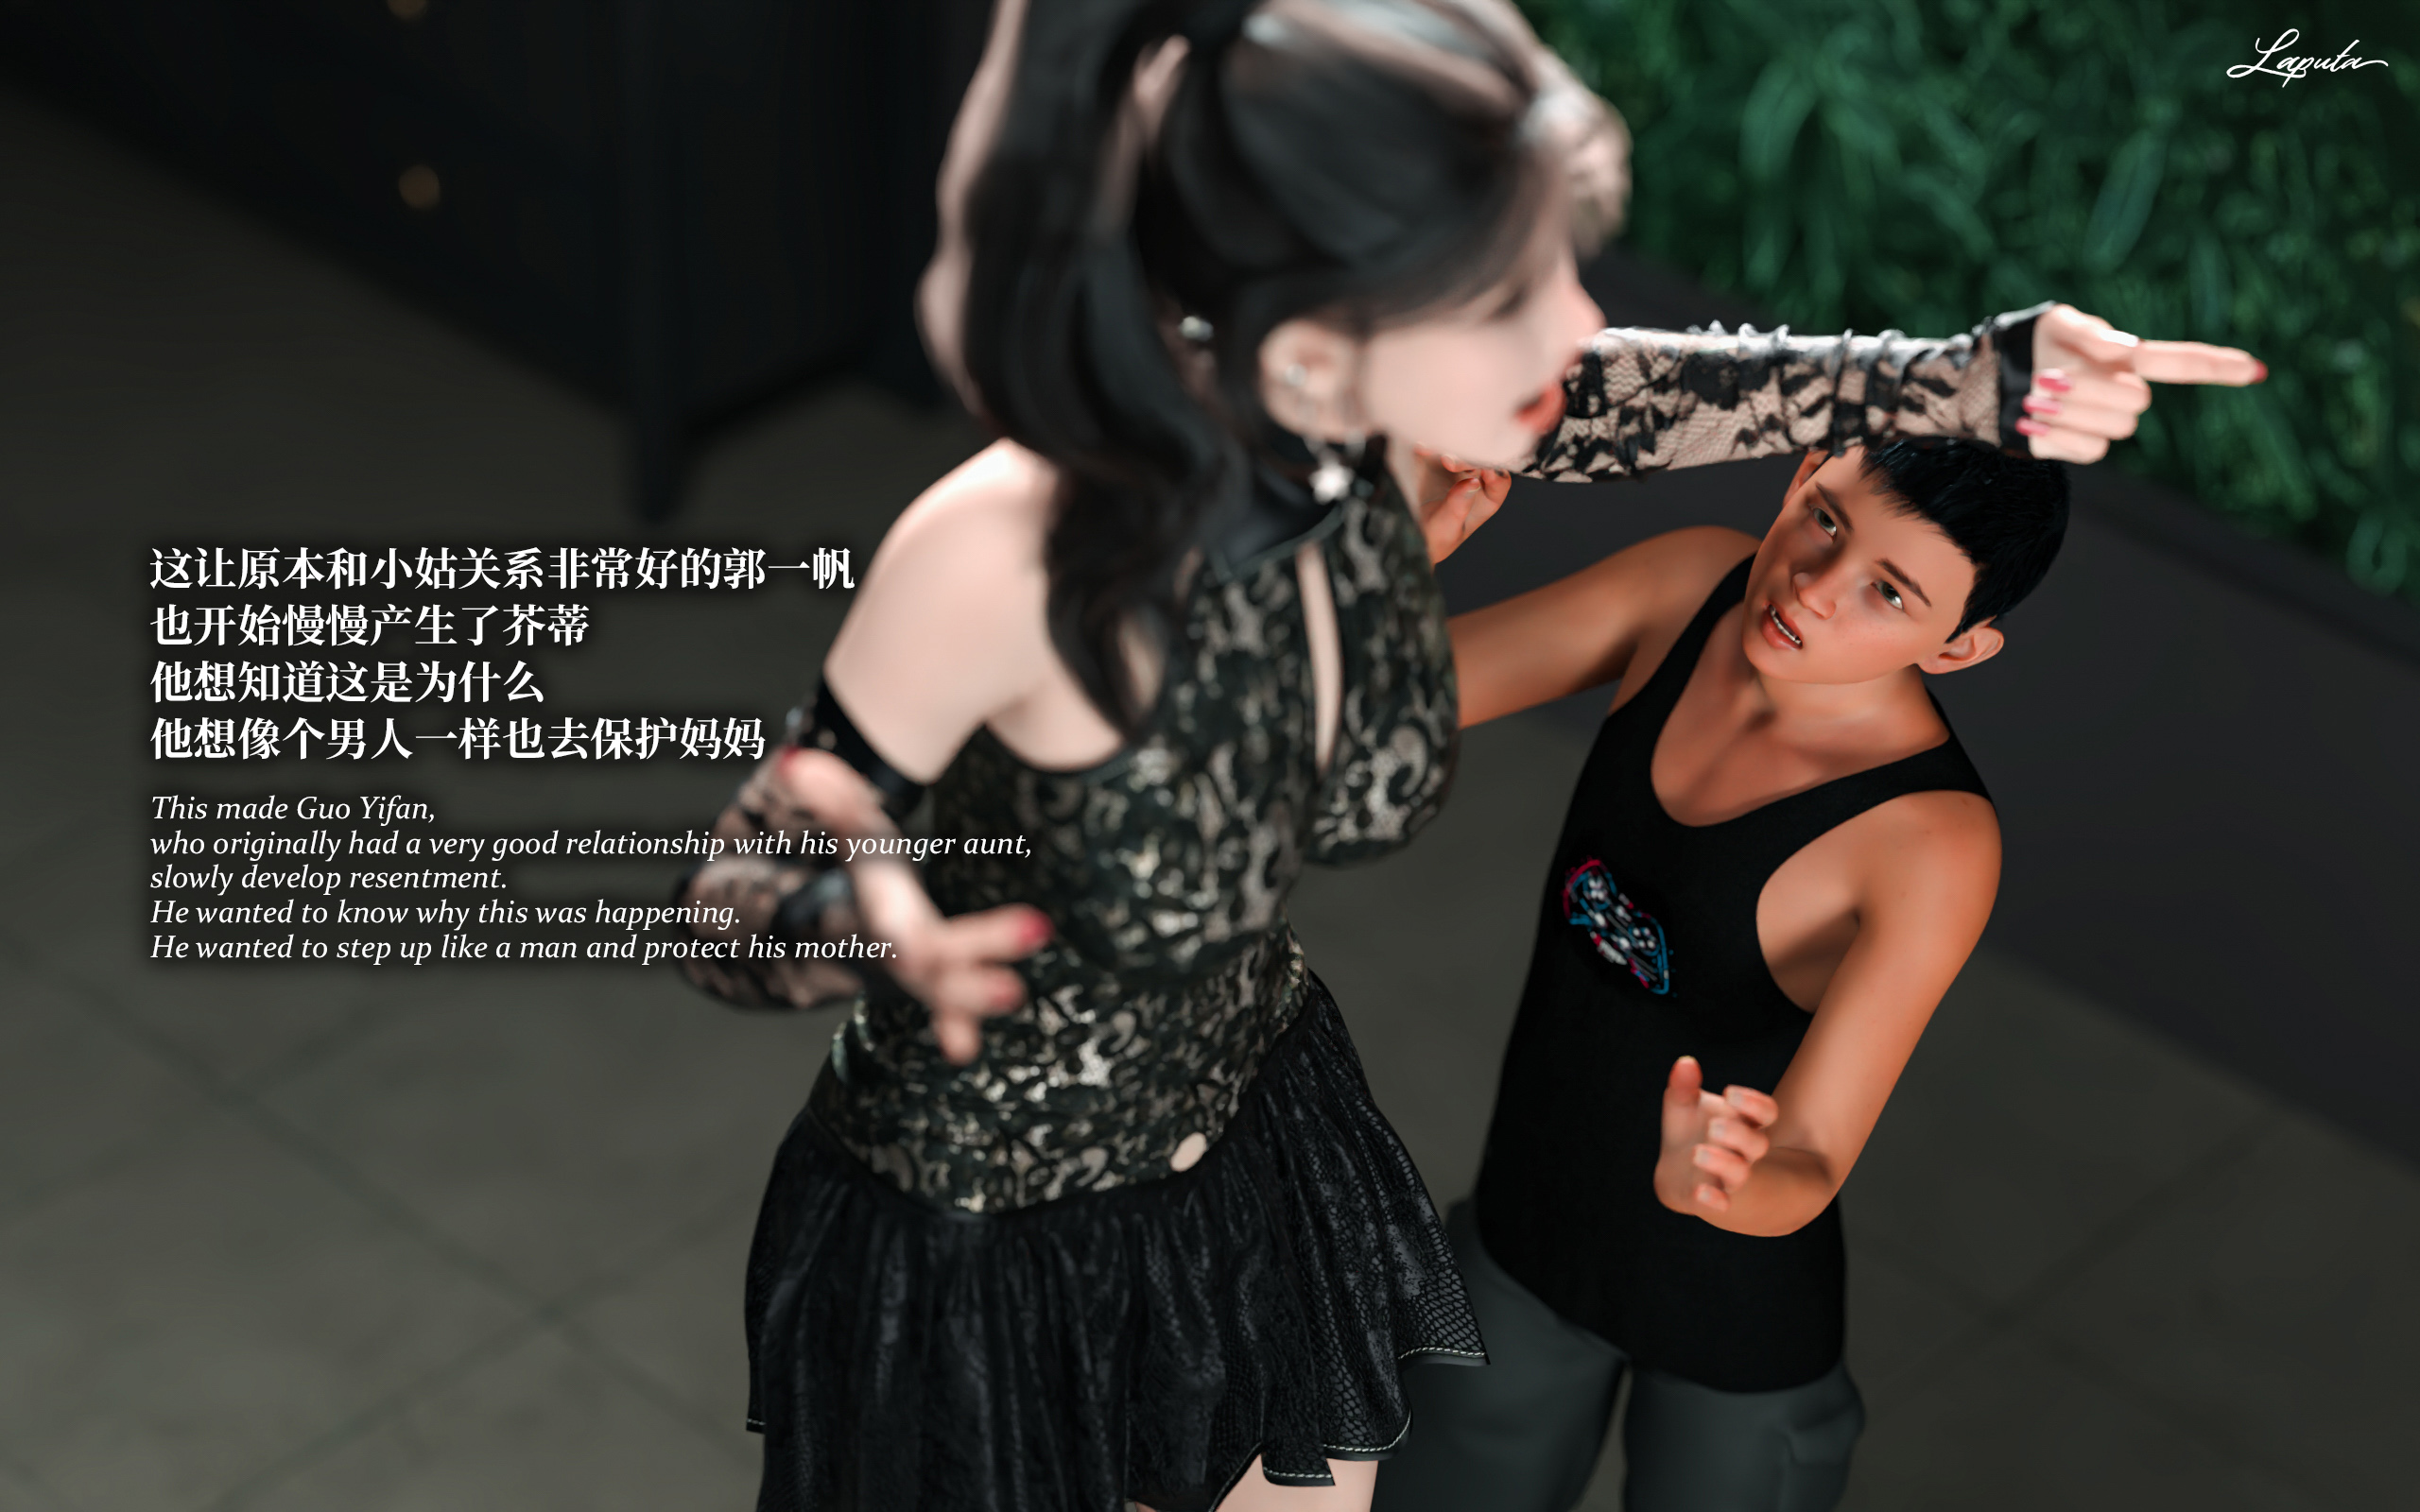 Laputa
这让原本和小姑关系非常好的郭一帆
也开始慢慢产生了芥蒂
他想知道这是为什么
他想像个男人一样也去保护妈妈
This made Guo Yifan,
who originally had a very good relationship with his younger aunt,
slowly develop resentment.
He wanted to know why this was happening.
He wanted to step up like a man and protect his mother.